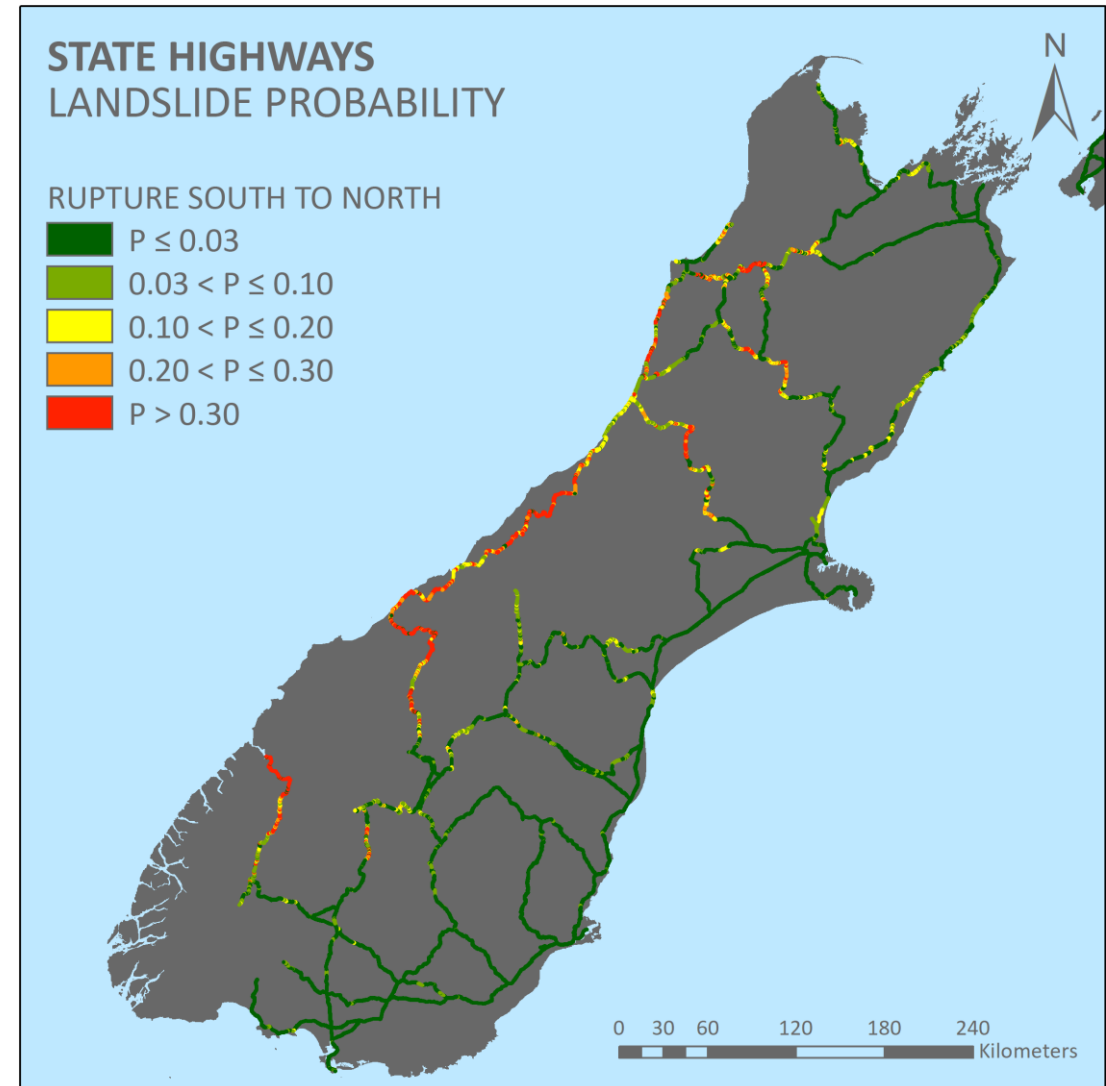 STATE HIGHWAYS
LANDSLIDE PROBABILITY
N
RUPTURE SOUTH TO NORTH
P ≤ 0.03
0.03 < P ≤ 0.10
0.10 < P ≤ 0.20
0.20 < P ≤ 0.30
P > 0.30
0 30 60 120 180 240
Kilometers